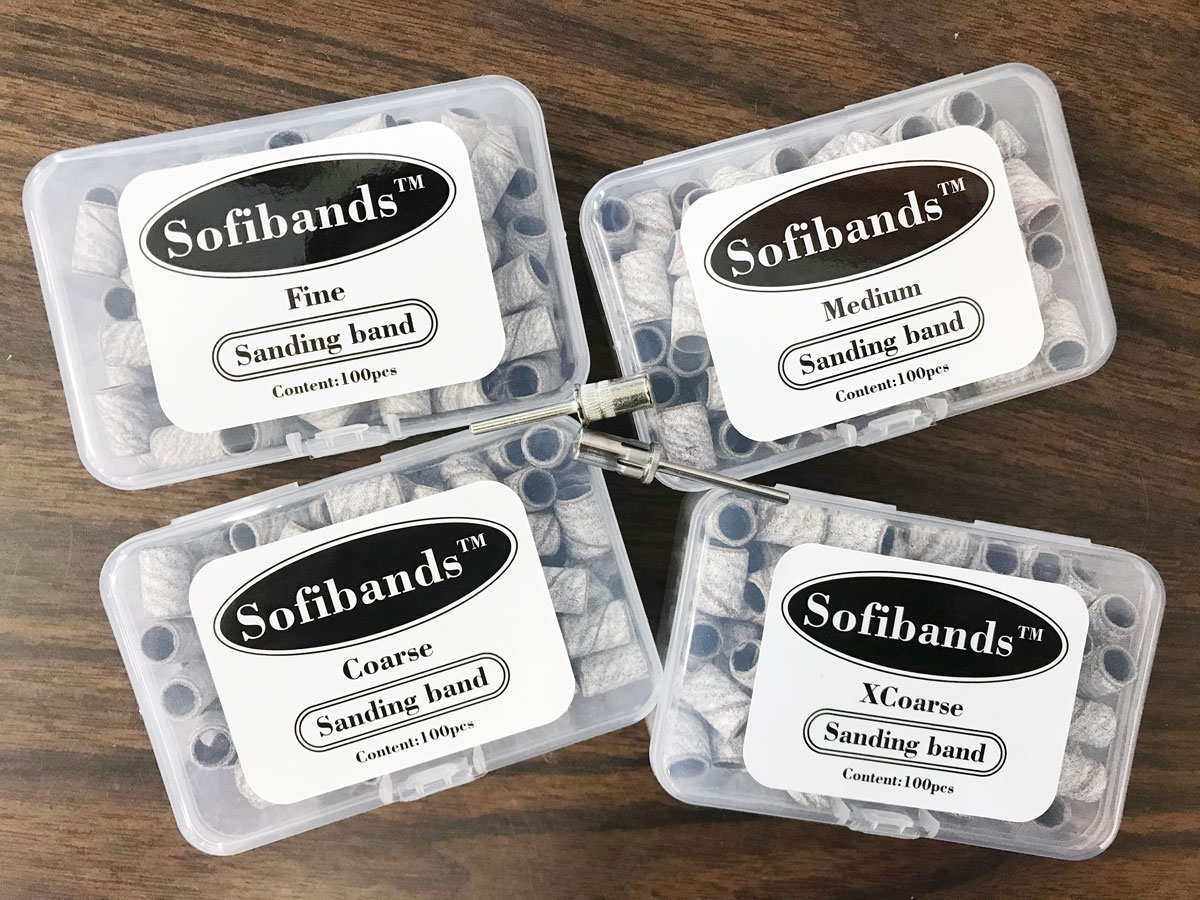 Sofibands™
Fine
Sanding band
Content:100pcs
Sofibands™
Medium
Sanding band
Content:100pcs
Sofibands™
Coarse
Sanding band
Content:100pcs
Sofibands™
XCoarse
Sanding band
Content:100pcs